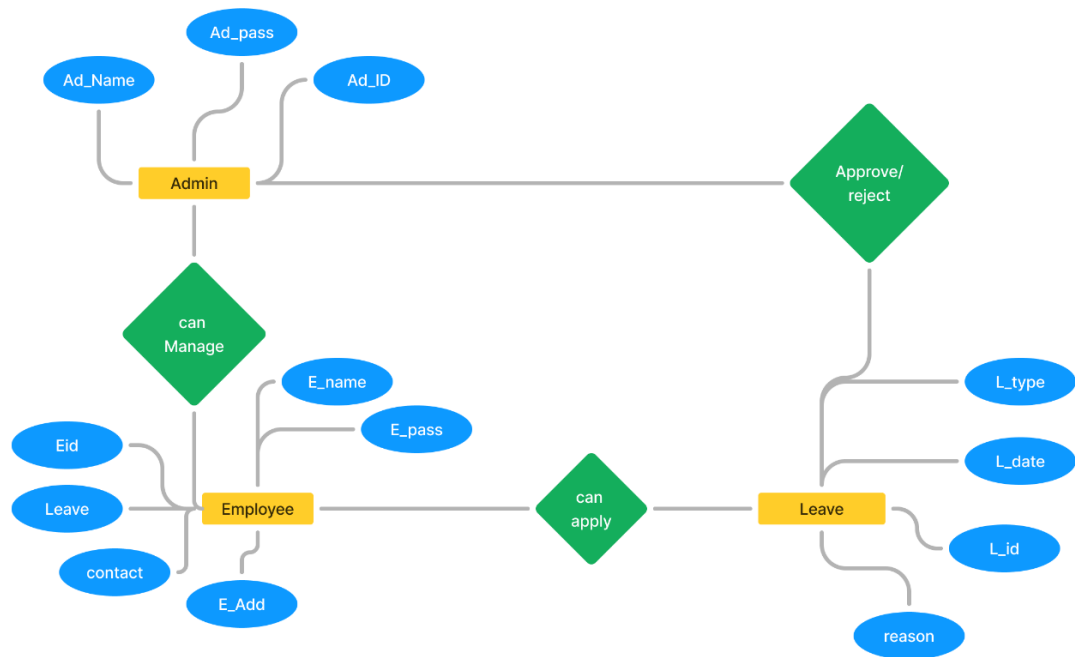 Ad_pass
Ad_Name
Ad_ID
Admin
Approve/
reject
can
Manage
E_name
L_type
E_pass
Eid
L_date
Leave
Employee
can
apply
Leave
L_id
contact
E_Add
reason